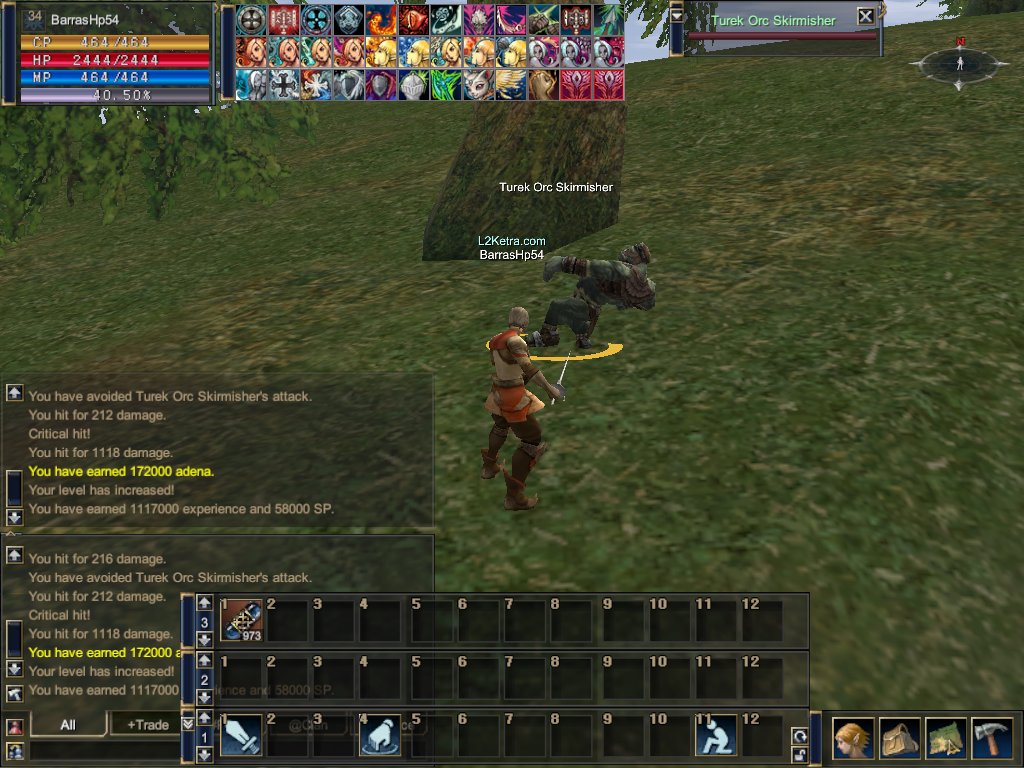 34 BarrasHp54
CP 464/464
HP 2444/2444
MP 464/464
40.50%
Turek Orc Skirmisher
N
Turek Orc Skirmisher
L2Ketra.com
BarrasHp54
You have avoided Turek Orc Skirmisher's attack.
You hit for 212 damage.
Critical hit!
You hit for 1118 damage.
You have earned 172000 adena.
Your level has increased!
You have earned 1117000 experience and 58000 SP.
You hit for 216 damage.
You have avoided Turek Orc Skirmisher's attack.
You hit for 212 damage.
Critical hit!
You hit for 1118 damage.
You have earned 172000 a
Your level has increased!
You have earned 1117000 experience and 58000 SP.
3 1 2 3 4 5 6 7 8 9 10 11 12
973
2 1 2 3 4 5 6 7 8 9 10 11 12
1 1 2 3 4 5 6 7 8 9 10 11 12
All +Trade @Clan